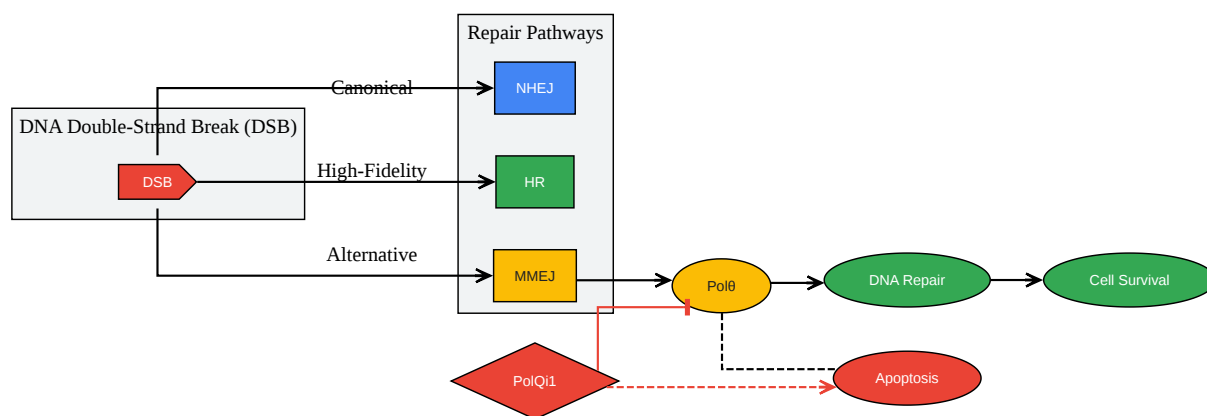 Repair Pathways
Canonical
NHEJ
DNA Double-Strand Break (DSB)
DSB
High-Fidelity
HR
Alternative
MMEJ
Polθ
DNA Repair
Cell Survival
PolQi1
Apoptosis